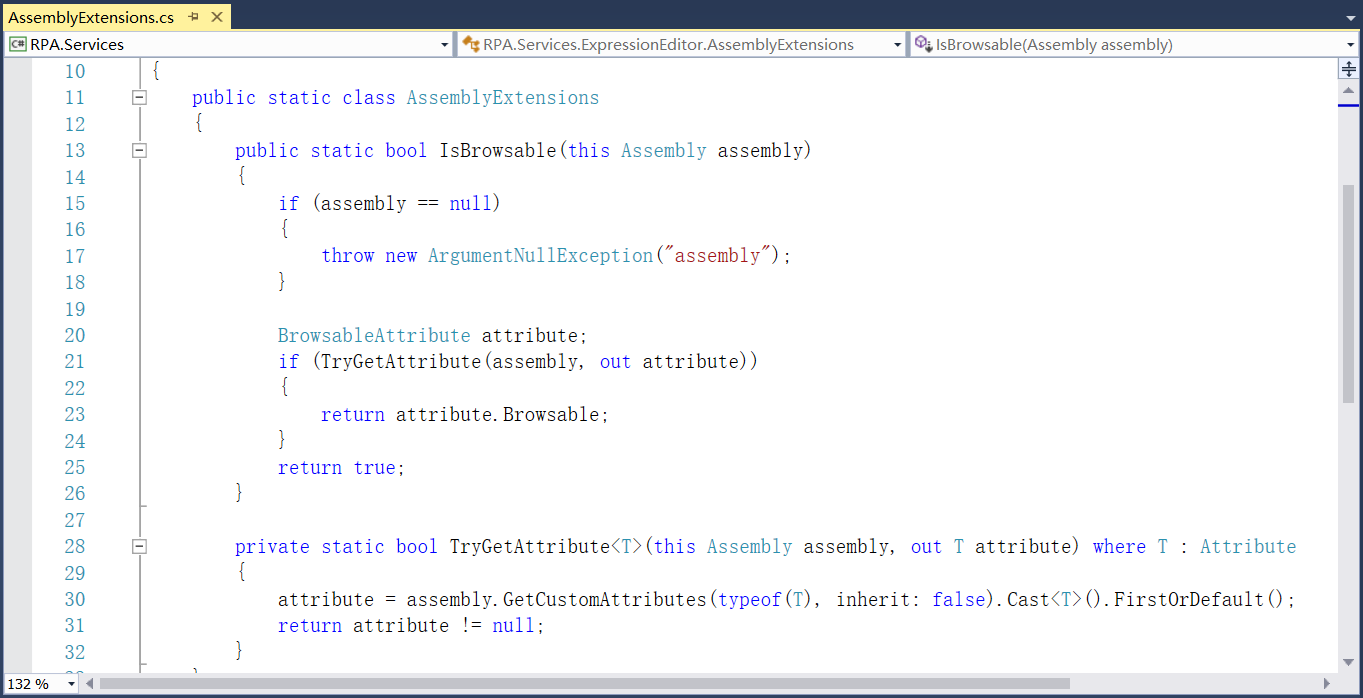 AssemblyExtensions.cs
RPA.Services
RPA.Services.ExpressionEditor.AssemblyExtensions
IsBrowsable(Assembly assembly)
10 {
11 public static class AssemblyExtensions
12 {
13 public static bool IsBrowsable(this Assembly assembly)
14 {
15 if (assembly == null)
16 {
17 throw new ArgumentNullException("assembly");
18 }
19
20 BrowsableAttribute attribute;
21 if (TryGetAttribute(assembly, out attribute))
22 {
23 return attribute.Browsable;
24 }
25 return true;
26 }
27
28 private static bool TryGetAttribute<T>(this Assembly assembly, out T attribute) where T : Attribute
29 {
30 attribute = assembly.GetCustomAttributes(typeof(T), inherit: false).Cast<T>().FirstOrDefault();
31 return attribute != null;
32 }
132 %